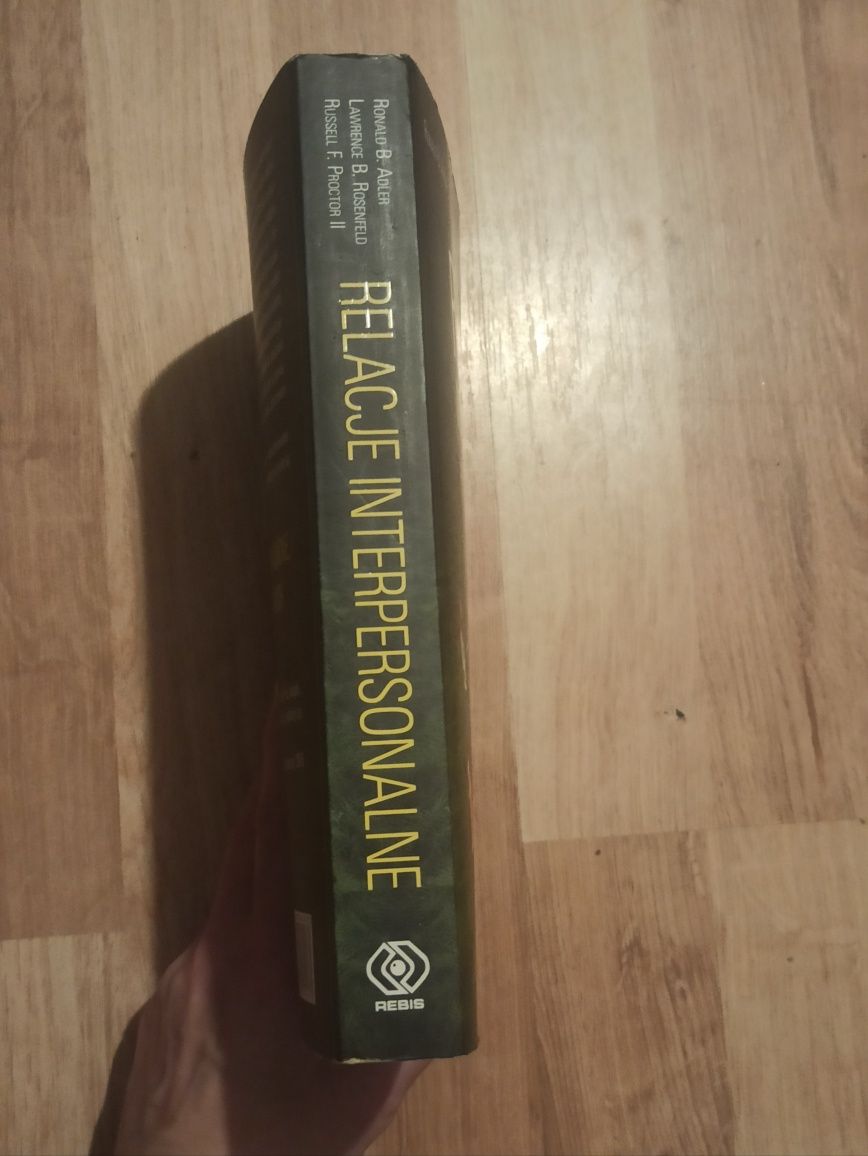 RONALD B. ADLER
LAWRENCE B. ROSENFELD
RUSSELL F. PROCTOR II
RELACJE INTERPERSONALNE
REBIS